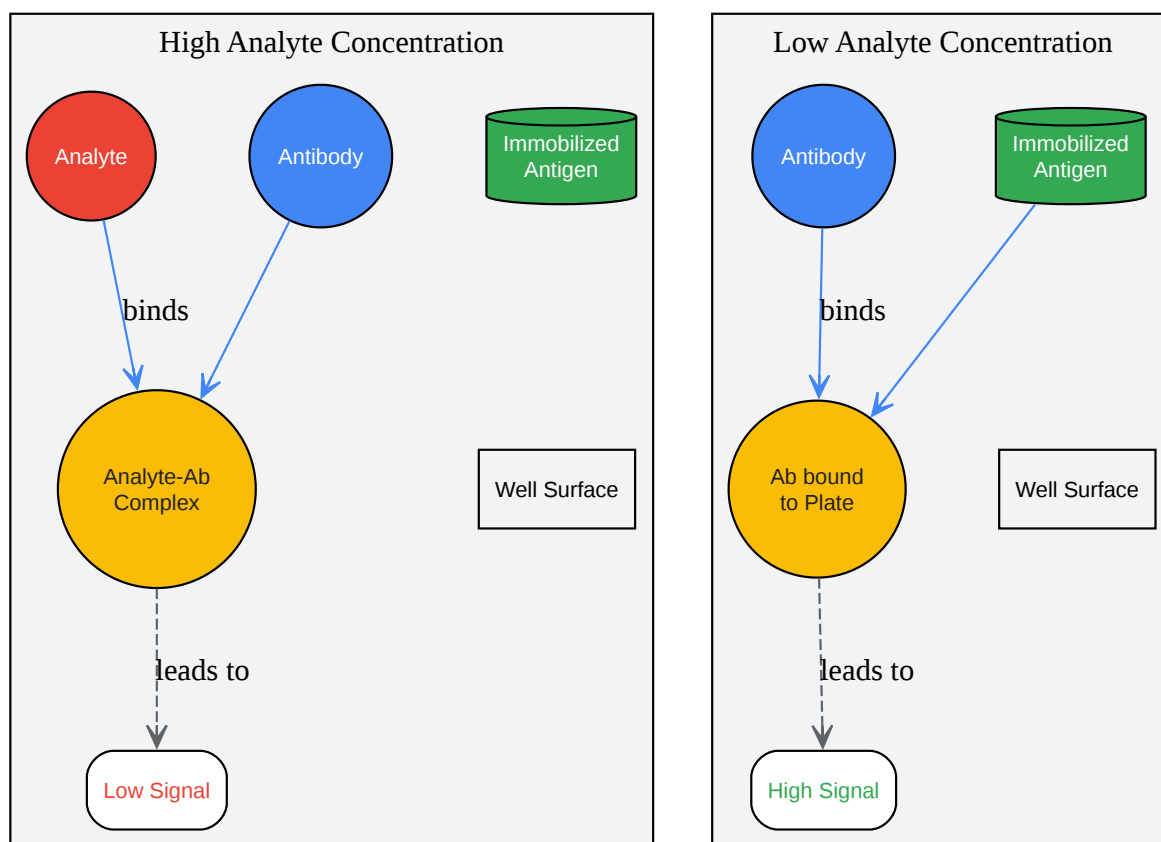 High Analyte Concentration
Analyte
Antibody
Immobilized
Antigen
binds
Analyte-Ab
Complex
Well Surface
leads to
Low Signal
Low Analyte Concentration
Antibody
Immobilized
Antigen
binds
Ab bound
to Plate
Well Surface
leads to
High Signal